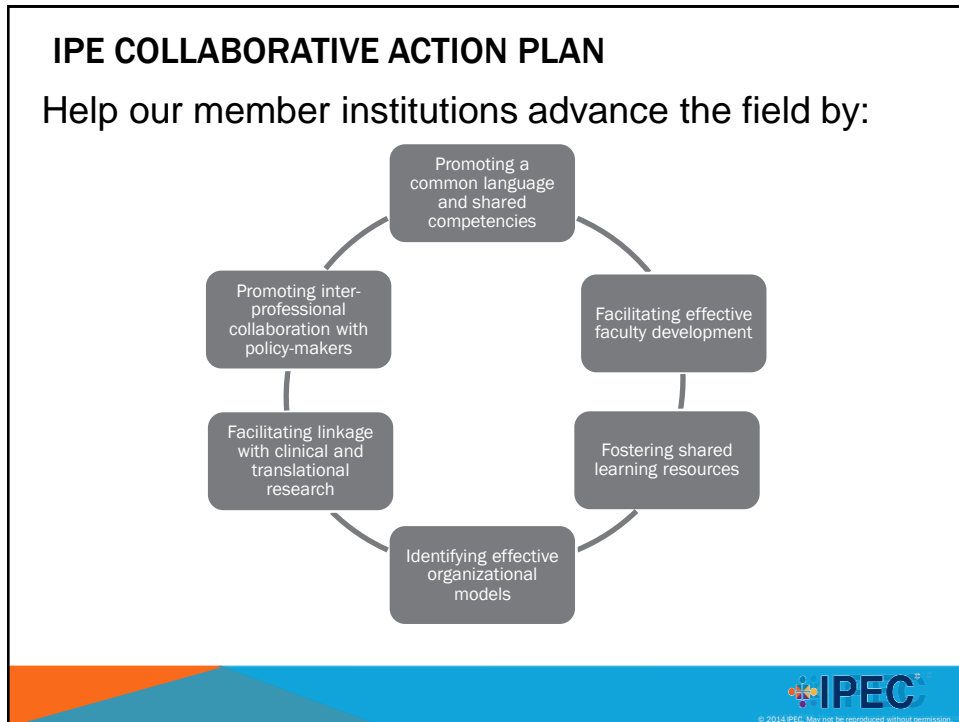 IPE COLLABORATIVE ACTION PLAN
Help our member institutions advance the field by:
Promoting a
common language
and shared
competencies
Facilitating effective
faculty development
Fostering shared
learning resources
Identifying effective
organizational
models
Facilitating linkage
with clinical and
translational
research
Promoting inter-
professional
collaboration with
policy-makers
IPEC
© 2014 IPEC. May not be reproduced without permission.